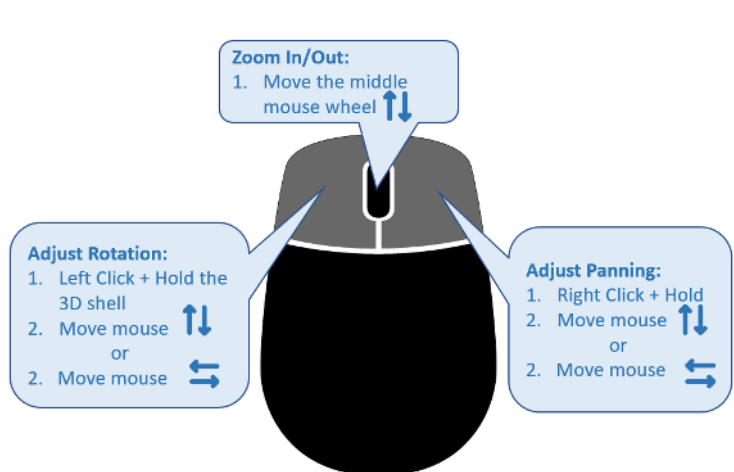 Zoom In/Out:
1. Move the middle
mouse wheel
Adjust Rotation:
1. Left Click + Hold the
3D shell
2. Move mouse
or
2. Move mouse
Adjust Panning:
1. Right Click + Hold
2. Move mouse
or
2. Move mouse